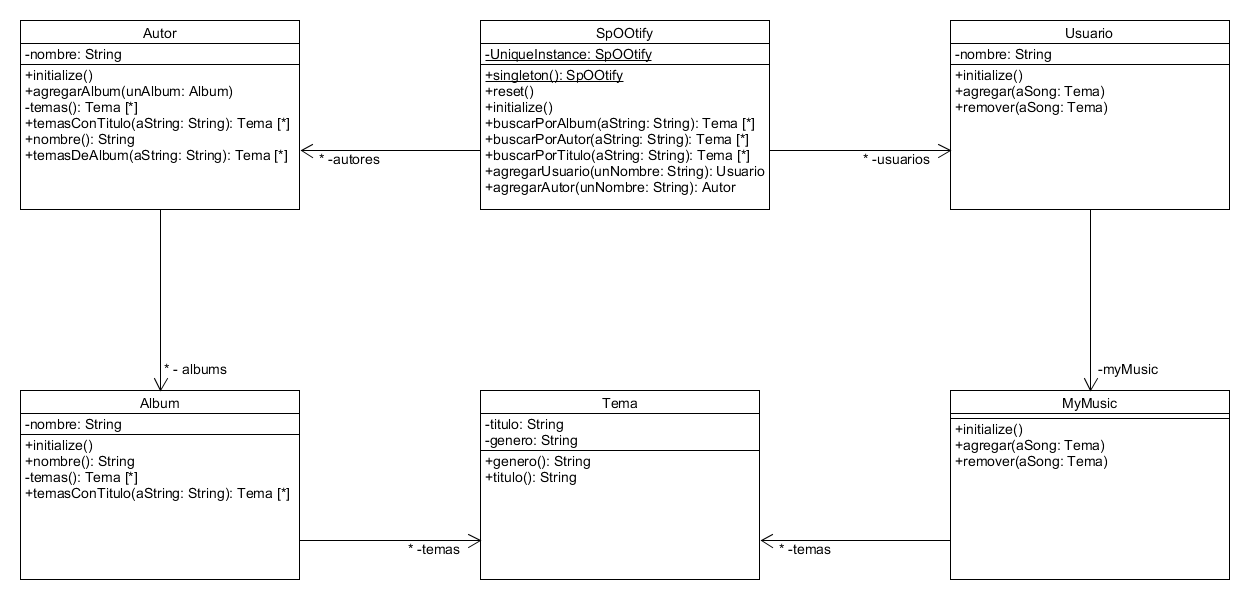 Autor
-nombre: String
+initialize()
+agregarAlbum(unAlbum: Album)
-temas(): Tema [*]
+temasConTitulo(aString: String): Tema [*]
+nombre(): String
+temasDeAlbum(aString: String): Tema [*]
* -autores
SpOOtify
-UniqueInstance: SpOOtify
+singleton(): SpOOtify
+reset()
+initialize()
+buscarPorAlbum(aString: String): Tema [*]
+buscarPorAutor(aString: String): Tema [*]
+buscarPorTitulo(aString: String): Tema [*]
+agregarUsuario(unNombre: String): Usuario
+agregarAutor(unNombre: String): Autor
* -usuarios
Usuario
-nombre: String
+initialize()
+agregar(aSong: Tema)
+remover(aSong: Tema)
* - albums
-myMusic
Album
-nombre: String
+initialize()
+nombre(): String
-temas(): Tema [*]
+temasConTitulo(aString: String): Tema [*]
* -temas
Tema
-titulo: String
-genero: String
+genero(): String
+titulo(): String
* -temas
MyMusic
+initialize()
+agregar(aSong: Tema)
+remover(aSong: Tema)